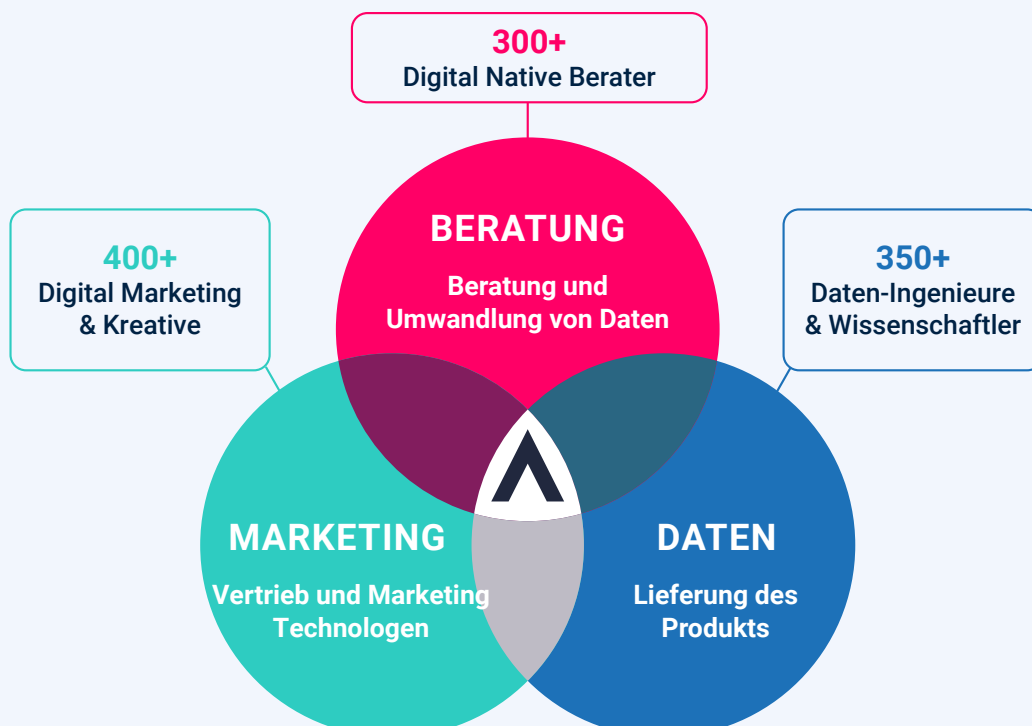 300+
Digital Native Berater
BERATUNG
Beratung und
Umwandlung von Daten
400+
Digital Marketing
& Kreative
350+
Daten-Ingenieure
& Wissenschaftler
MARKETING
Vertrieb und Marketing
Technologen
DATEN
Lieferung des
Produkts